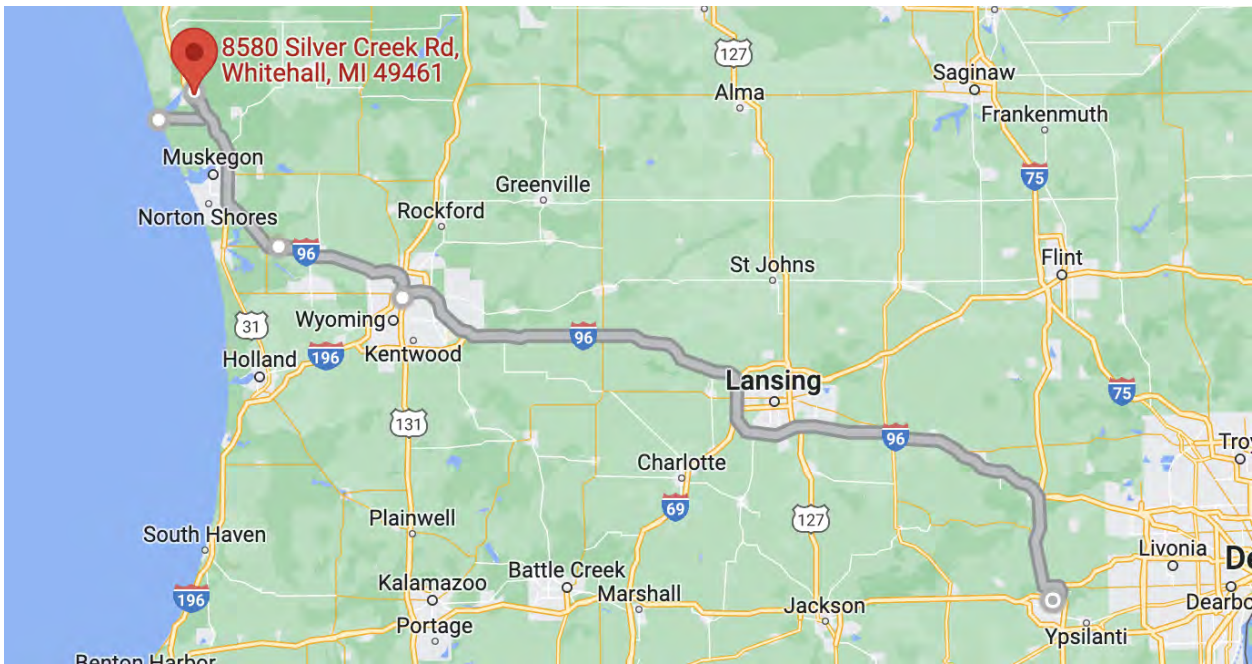 8580 Silver Creek Rd,
Whitehall, MI 49461
127
Alma
Saginaw
Frankenmuth
Muskegon
75
Greenville
Norton Shores
Rockford
96
St Johns
Flint
31
Wyoming
96
196
Kentwood
Holland
Lansing
75
131
96
Troy
Charlotte
69
127
Plainwell
South Haven
Livonia
Battle Creek
Kalamazoo
196
Marshall
Jackson
Portage
Ypsilanti
Benton Harbor